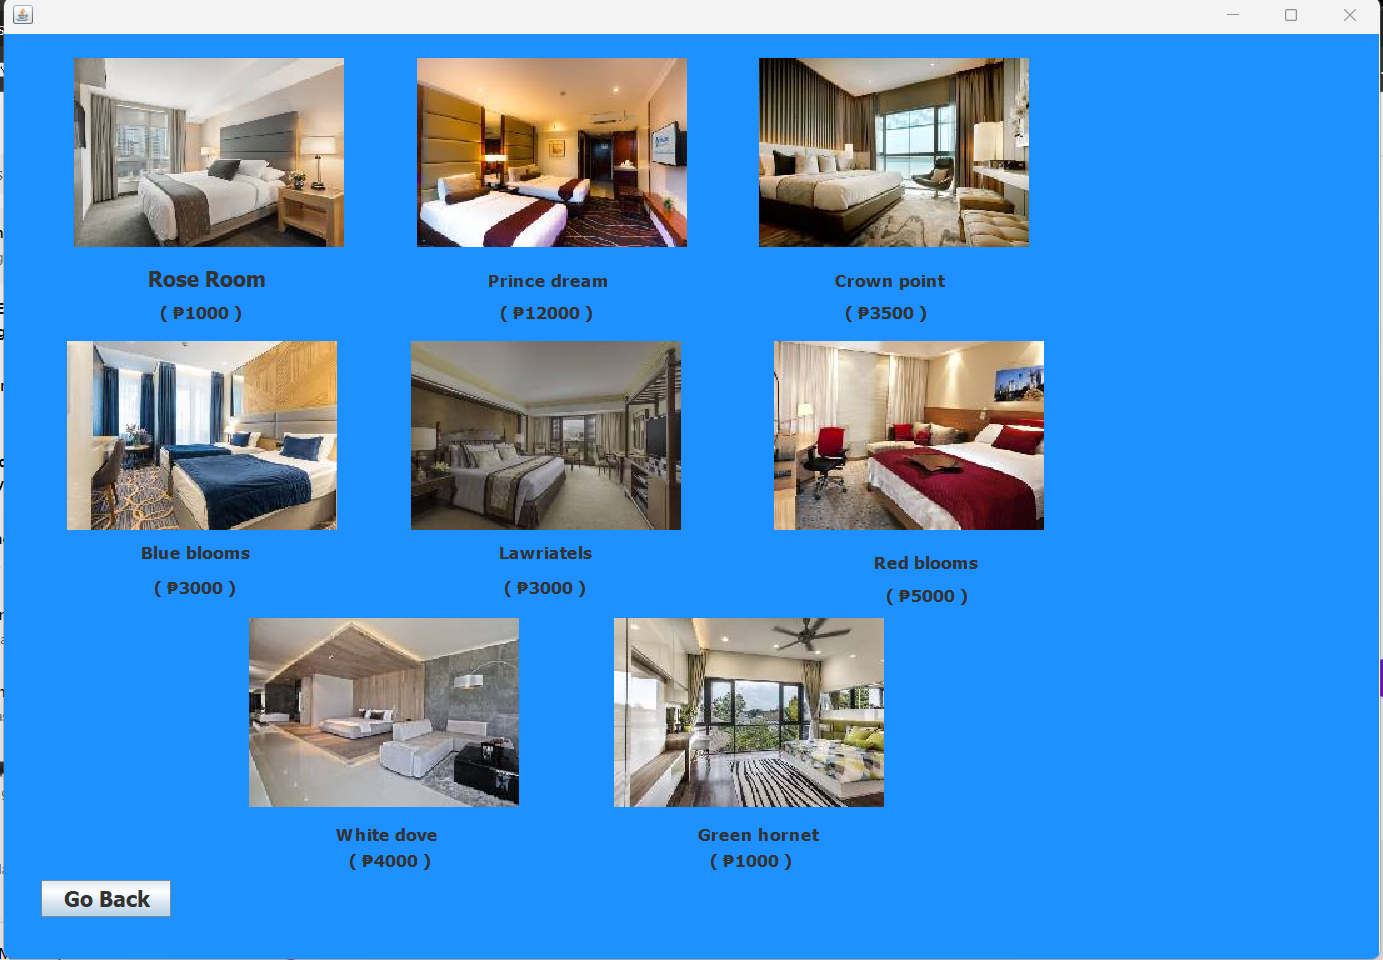 Rose Room
Prince dream
Crown point
( ₱1000 )
( ₱12000 )
( ₱3500 )
Blue blooms
Lawriatels
Red blooms
( ₱3000 )
( ₱3000 )
( ₱5000 )
White dove
Green hornet
( ₱4000 )
( ₱1000 )
Go Back